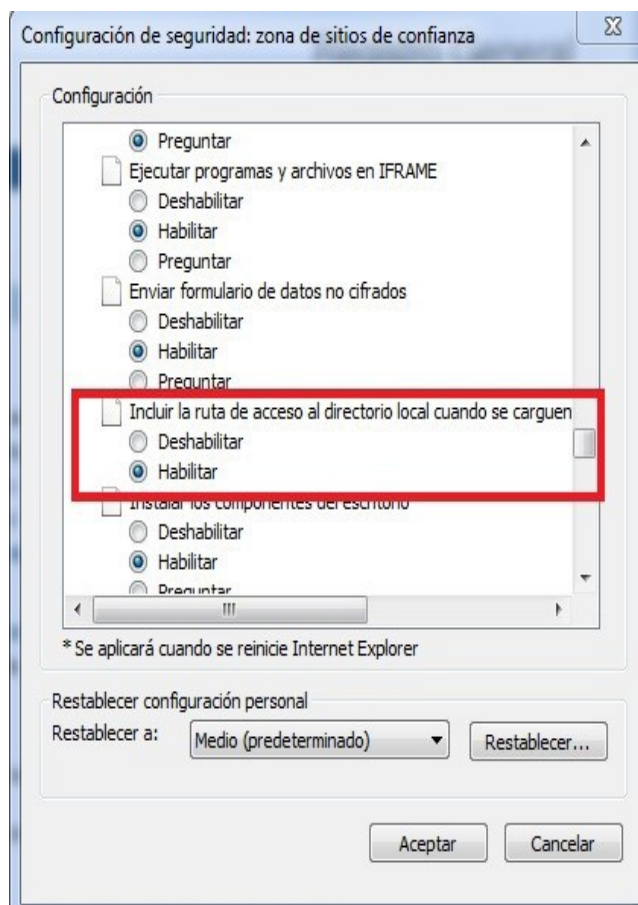 Configuración de seguridad: zona de sitios de confianza
Configuración
Preguntar
Ejecutar programas y archivos en IFRAME
Deshabilitar
Habilitar
Preguntar
Enviar formulario de datos no cifrados
Deshabilitar
Habilitar
Preguntar
Incluir la ruta de acceso al directorio local cuando se carguen
Deshabilitar
Habilitar
Instalar los componentes del escritorio
Deshabilitar
Habilitar
Preguntar
* Se aplicará cuando se reinicie Internet Explorer
Restablecer configuración personal
Restablecer a:
Medio (predeterminado)
Restablecer...
Aceptar
Cancelar